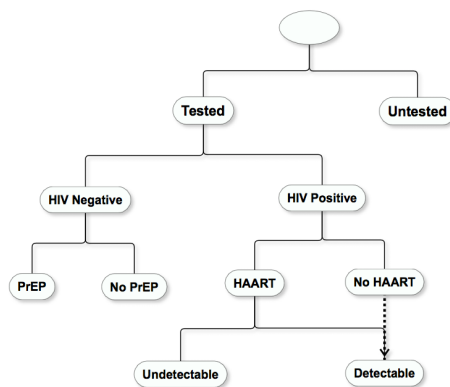 Tested
Untested
HIV Negative
HIV Positive
PrEP
No PrEP
HAART
No HAART
Undetectable
Detectable